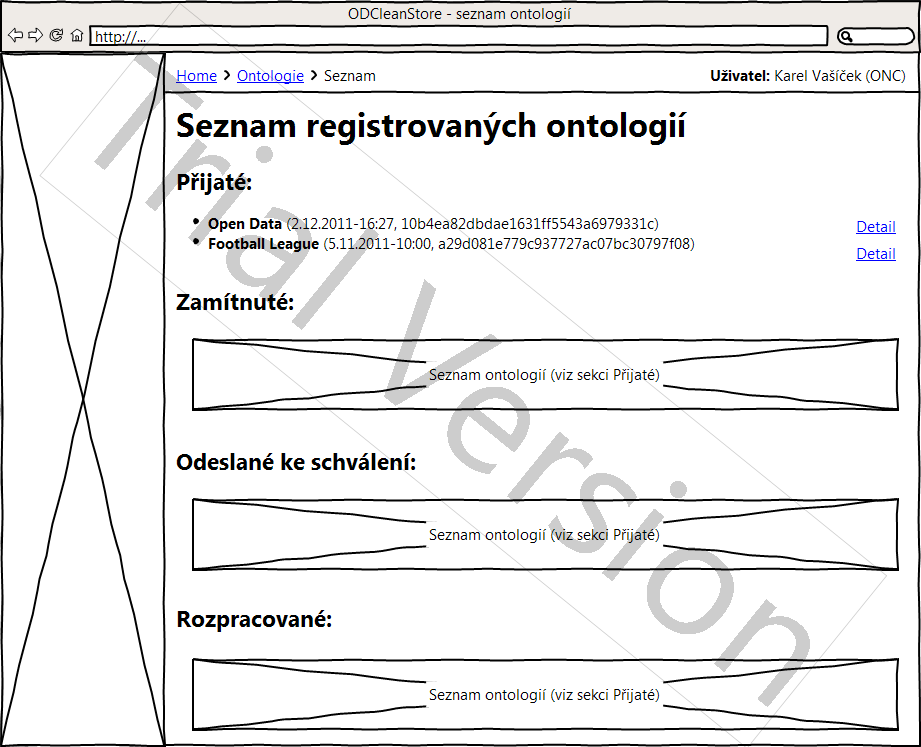 ODCleanStore - seznam ontologií
http://...
Home > Ontologie > Seznam
Uživatel: Karel Vašíček (ONC)
Seznam registrovaných ontologií
Přijaté:
• Open Data (2.12.2011-16:27, 10b4ea82dbdae1631ff5543a6979331c) Detail
• Football League (5.11.2011-10:00, a29d081e779c937727ac07bc30797f08) Detail
Zamítnuté:
Seznam ontologií (viz sekci Přijaté)
Odeslané ke schválení:
Seznam ontologií (viz sekci Přijaté)
Rozpracované:
Seznam ontologií (viz sekci Přijaté)
Trial Version